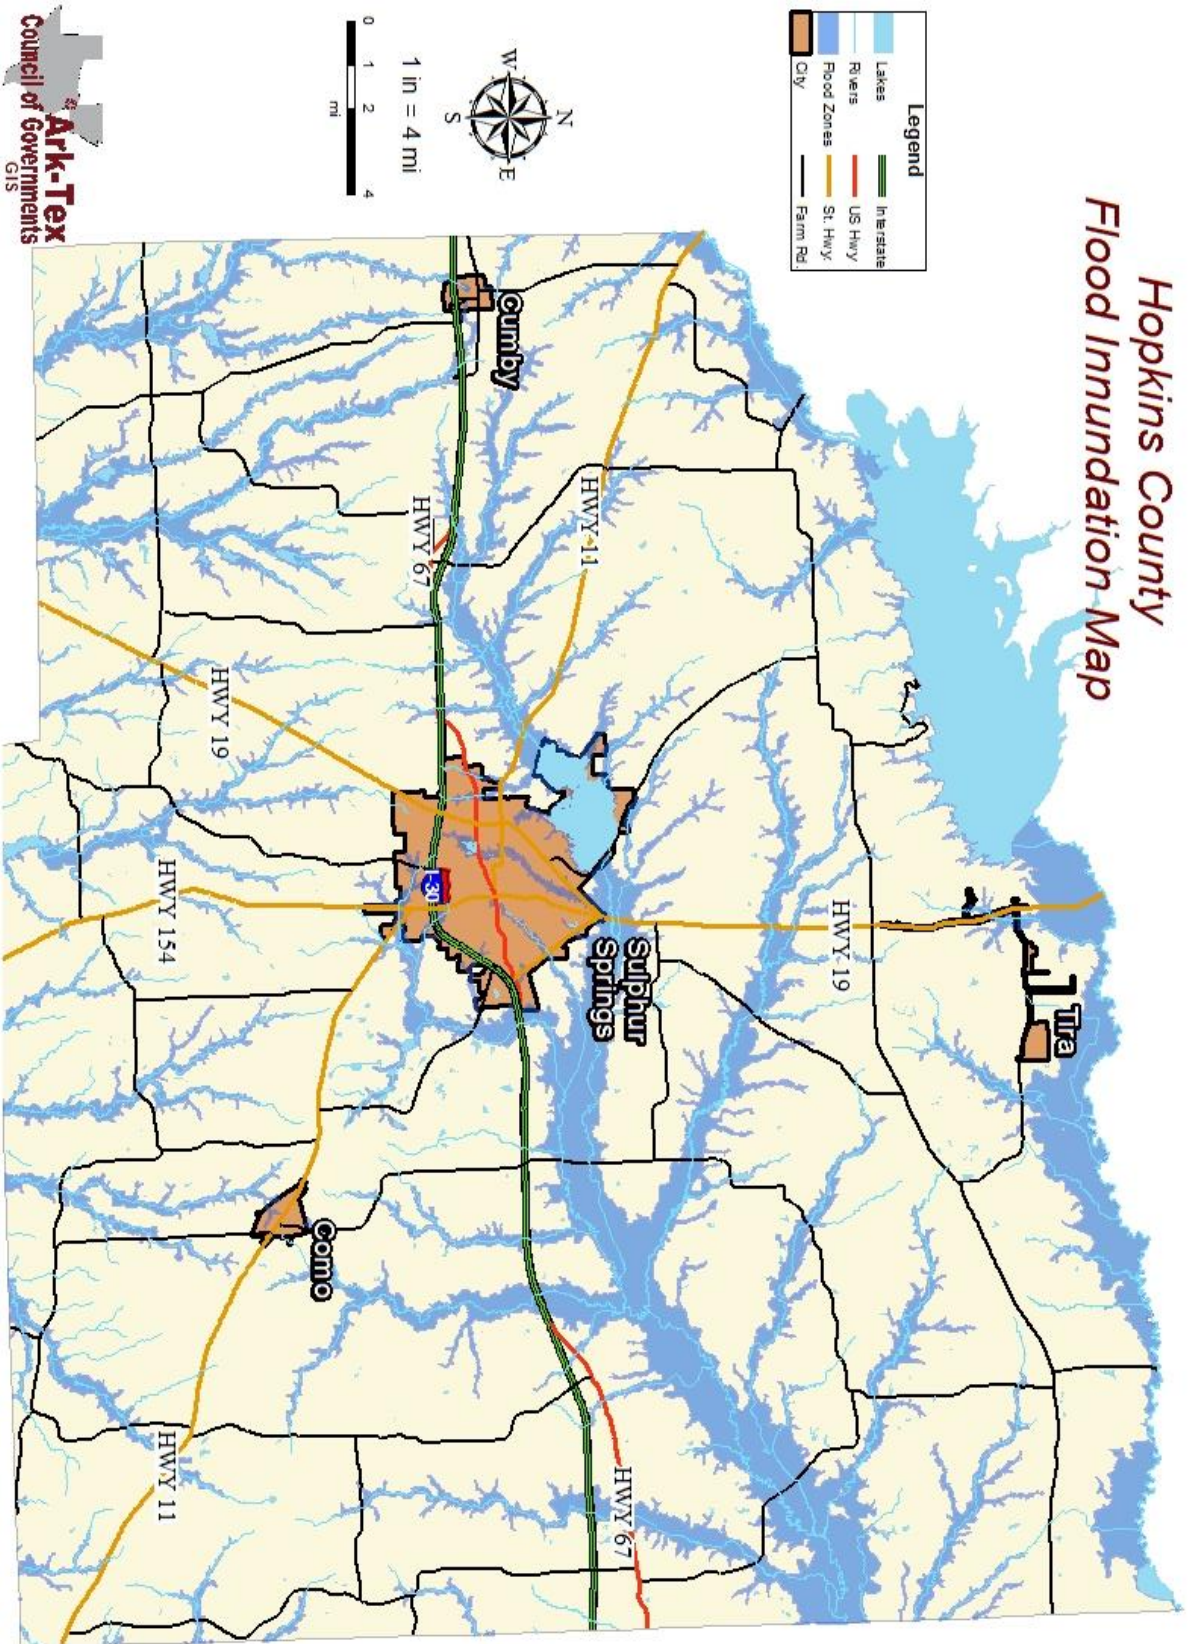 Hopkins County
Flood Innundation Map
Legend
Lakes
Interstate
Rivers
US Hwy
Flood Zones
St. Hwy.
City
Farm Rd.
N
W
E
S
1 in = 4 mi
0 1 2 4
mi
Ark-Tex
Council of Governments
GIS
Tira
HWY 19
Sulphur
Springs
HWY 11
Cumby
HWY 67
HWY 67
I-30
Como
HWY 19
HWY 154
HWY 11